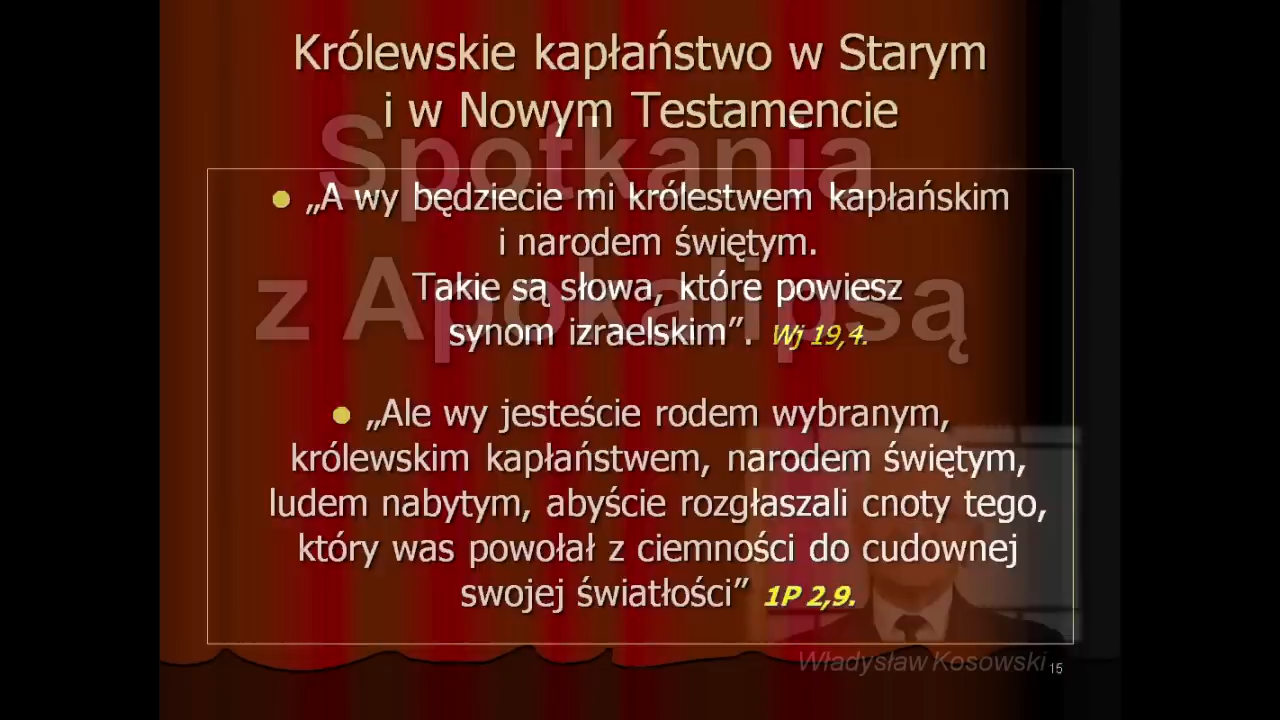 Królewskie kapłaństwo w Starym
i w Nowym Testamencie
Spotkania
z Apokalipsą
„A wy będziecie mi królestwem kapłańskim
i narodem świętym.
Takie są słowa, które powiesz
synom izraelskim”. Wj 19,4.
„Ale wy jesteście rodem wybranym,
królewskim kapłaństwem, narodem świętym,
ludem nabytym, abyście rozgłaszali cnoty tego,
który was powołał z ciemności do cudownej
swojej światłości” 1P 2,9.
Władysław Kosowski
15